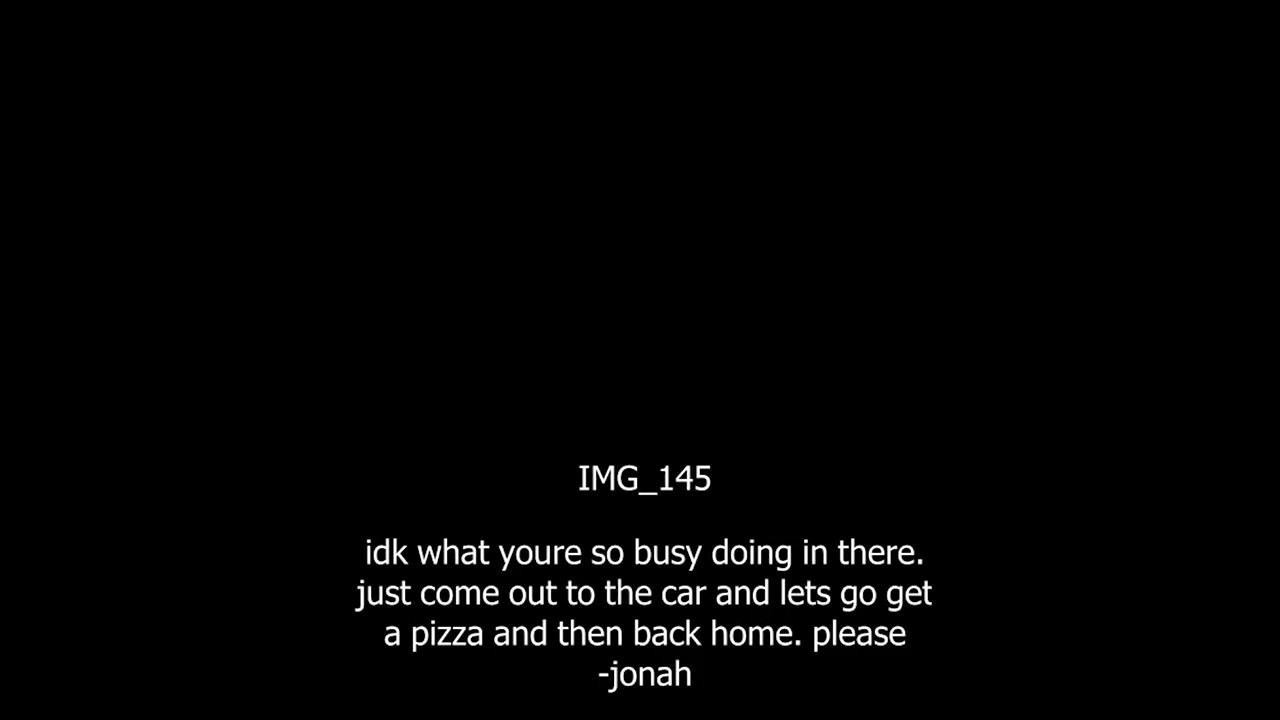 IMG_145
idk what youre so busy doing in there.
just come out to the car and lets go get
a pizza and then back home. please
-jonah